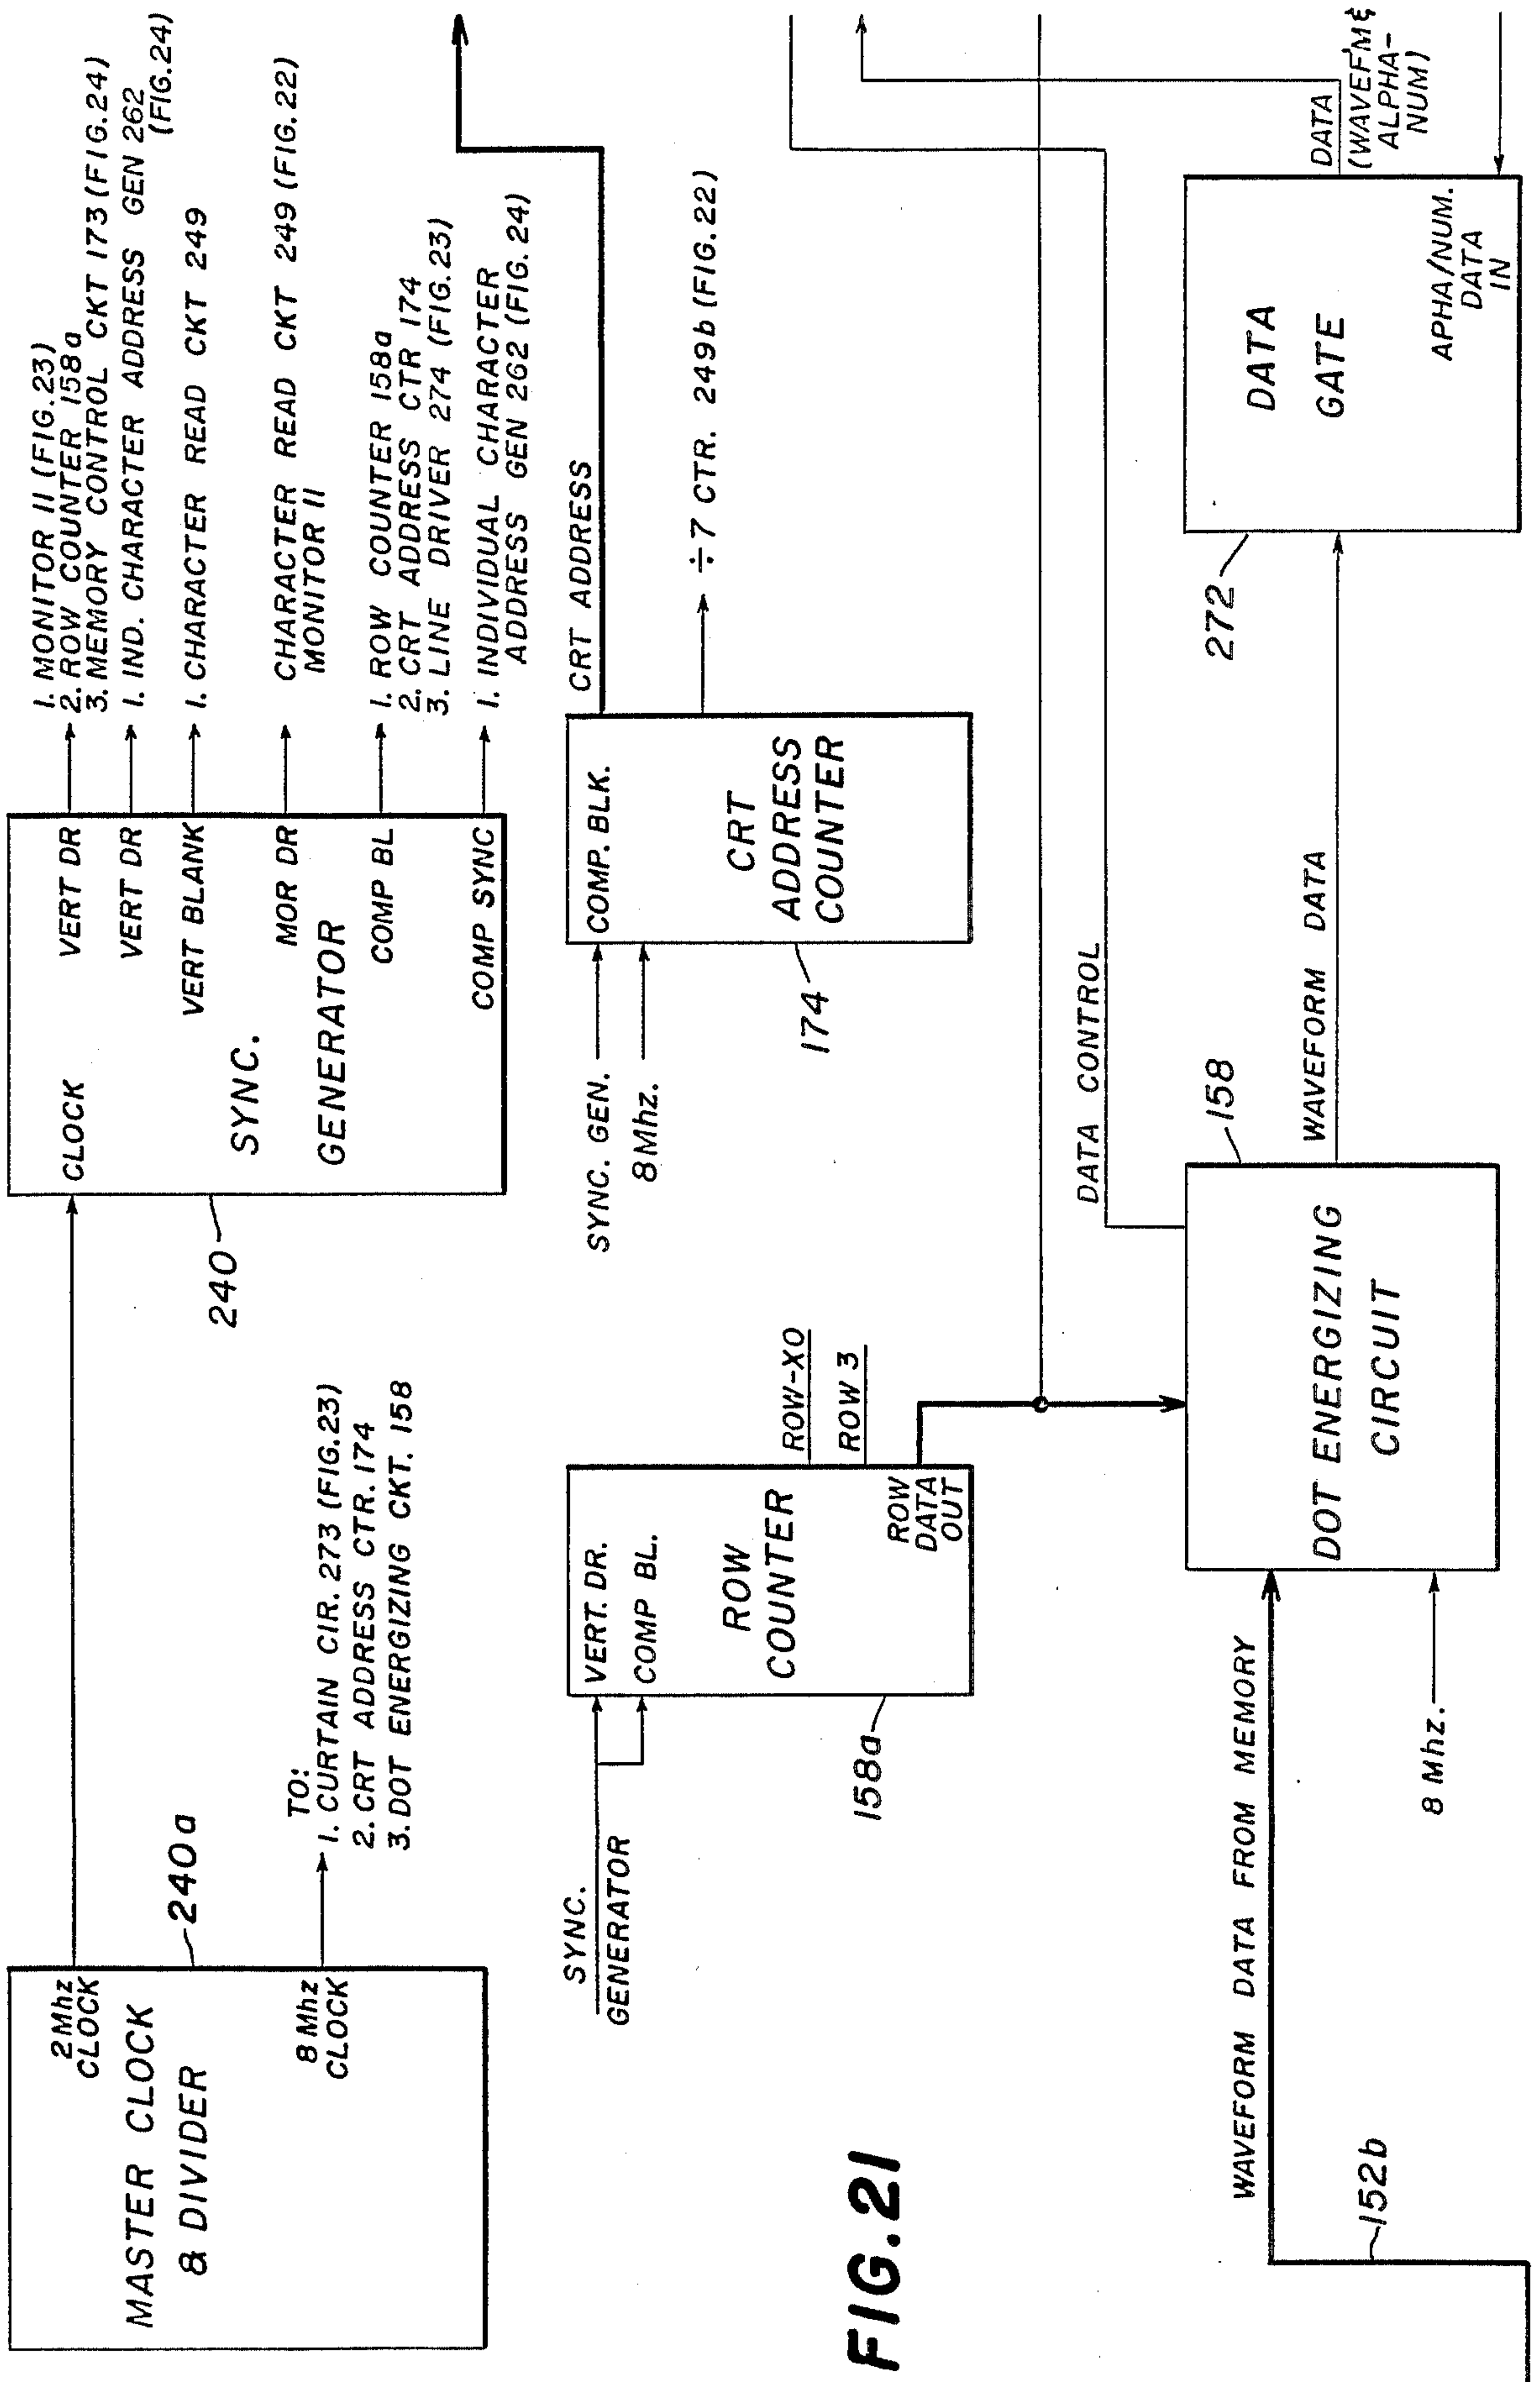 MASTER CLOCK
& DIVIDER
2 Mhz
CLOCK
8 Mhz
CLOCK
240a
TO:
1. CURTAIN CIR. 273 (FIG.23)
2. CRT ADDRESS CTR. 174
3. DOT ENERGIZING CKT. 158
CLOCK
SYNC.
GENERATOR
240
VERT DR
VERT DR
VERT BLANK
MOR DR
COMP BL
COMP SYNC
1. MONITOR 11 (FIG.23)
2. ROW COUNTER 158a
3. MEMORY CONTROL CKT 173 (FIG.24)
1. IND. CHARACTER ADDRESS GEN 262
(FIG.24)
1. CHARACTER READ CKT 249
CHARACTER READ CKT 249 (FIG.22)
MONITOR 11
1. ROW COUNTER 158a
2. CRT ADDRESS CTR 174
3. LINE DRIVER 274 (FIG.23)
1. INDIVIDUAL CHARACTER
ADDRESS GEN 262 (FIG. 24)
SYNC.
GENERATOR
VERT. DR.
COMP BL.
ROW
COUNTER
158a
ROW-XO
ROW 3
ROW
DATA
OUT
SYNC. GEN.
8 Mhz.
COMP. BLK.
CRT
ADDRESS
COUNTER
174
CRT ADDRESS
÷7 CTR. 249b (FIG.22)
FIG.21
152b
WAVEFORM DATA FROM MEMORY
8 Mhz.
DOT ENERGIZING
CIRCUIT
158
DATA CONTROL
WAVEFORM DATA
272
DATA
GATE
APHA/NUM.
DATA
IN
DATA
(WAVEF'M &
ALPHA-
NUM)